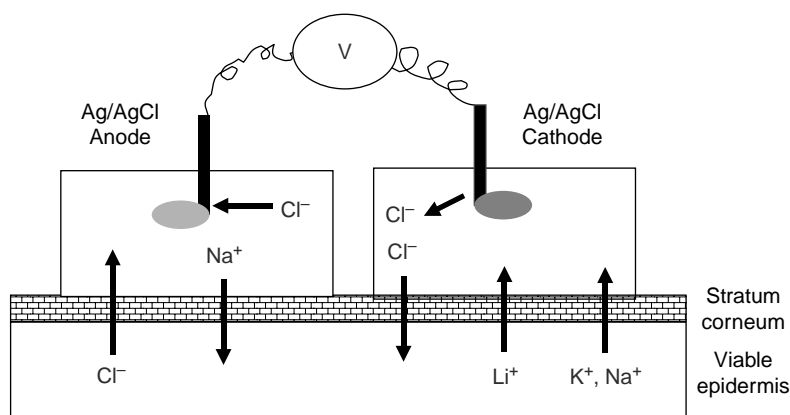 V
Ag/AgCl
Anode
Ag/AgCl
Cathode
Cl⁻
Cl⁻
Na⁺
Cl⁻
Stratum
corneum
Cl⁻
Li⁺
K⁺, Na⁺
Viable
epidermis